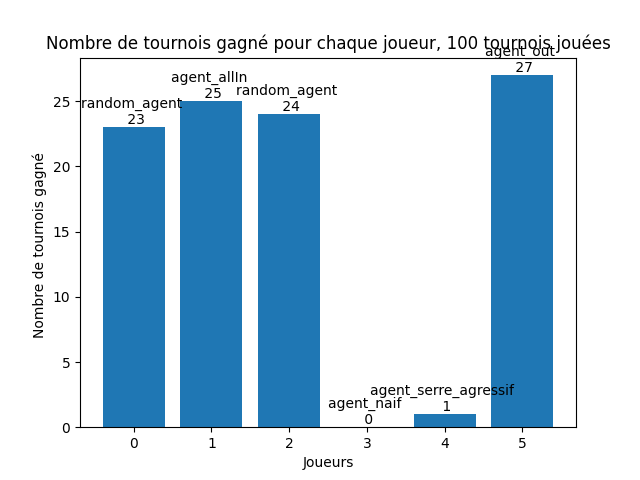 Nombre de tournois gagné pour chaque joueur, 100 tournois jouées
agent_out
27
agent_allIn
25
random_agent
24
random_agent
23
agent_serre_agressif
1
agent_naif
0
Nombre de tournois gagné
25
20
15
10
5
0
0 1 2 3 4 5
Joueurs